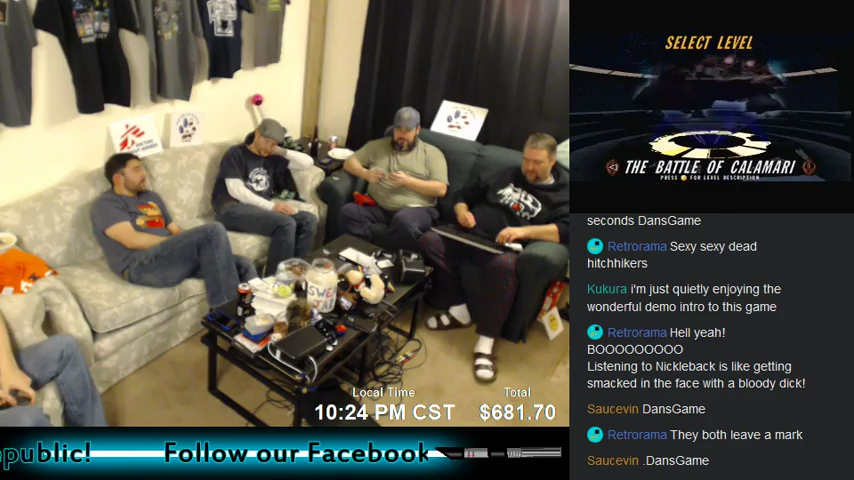 SELECT LEVEL
THE BATTLE OF CALAMARI
PRESS FOR LEVEL DESCRIPTION
seconds DansGame
Retrorama Sexy sexy dead
hitchhikers
Kukura i'm just quietly enjoying the
wonderful demo intro to this game
Retrorama Hell yeah!
BOOOOOOOOO
Listening to Nickleback is like getting
smacked in the face with a bloody dick!
Saucevin DansGame
Retrorama They both leave a mark
Saucevin .DansGame
SWEAR
JAR
Local Time
10:24 PM CST
Total
$681.70
public!
Follow our Facebook